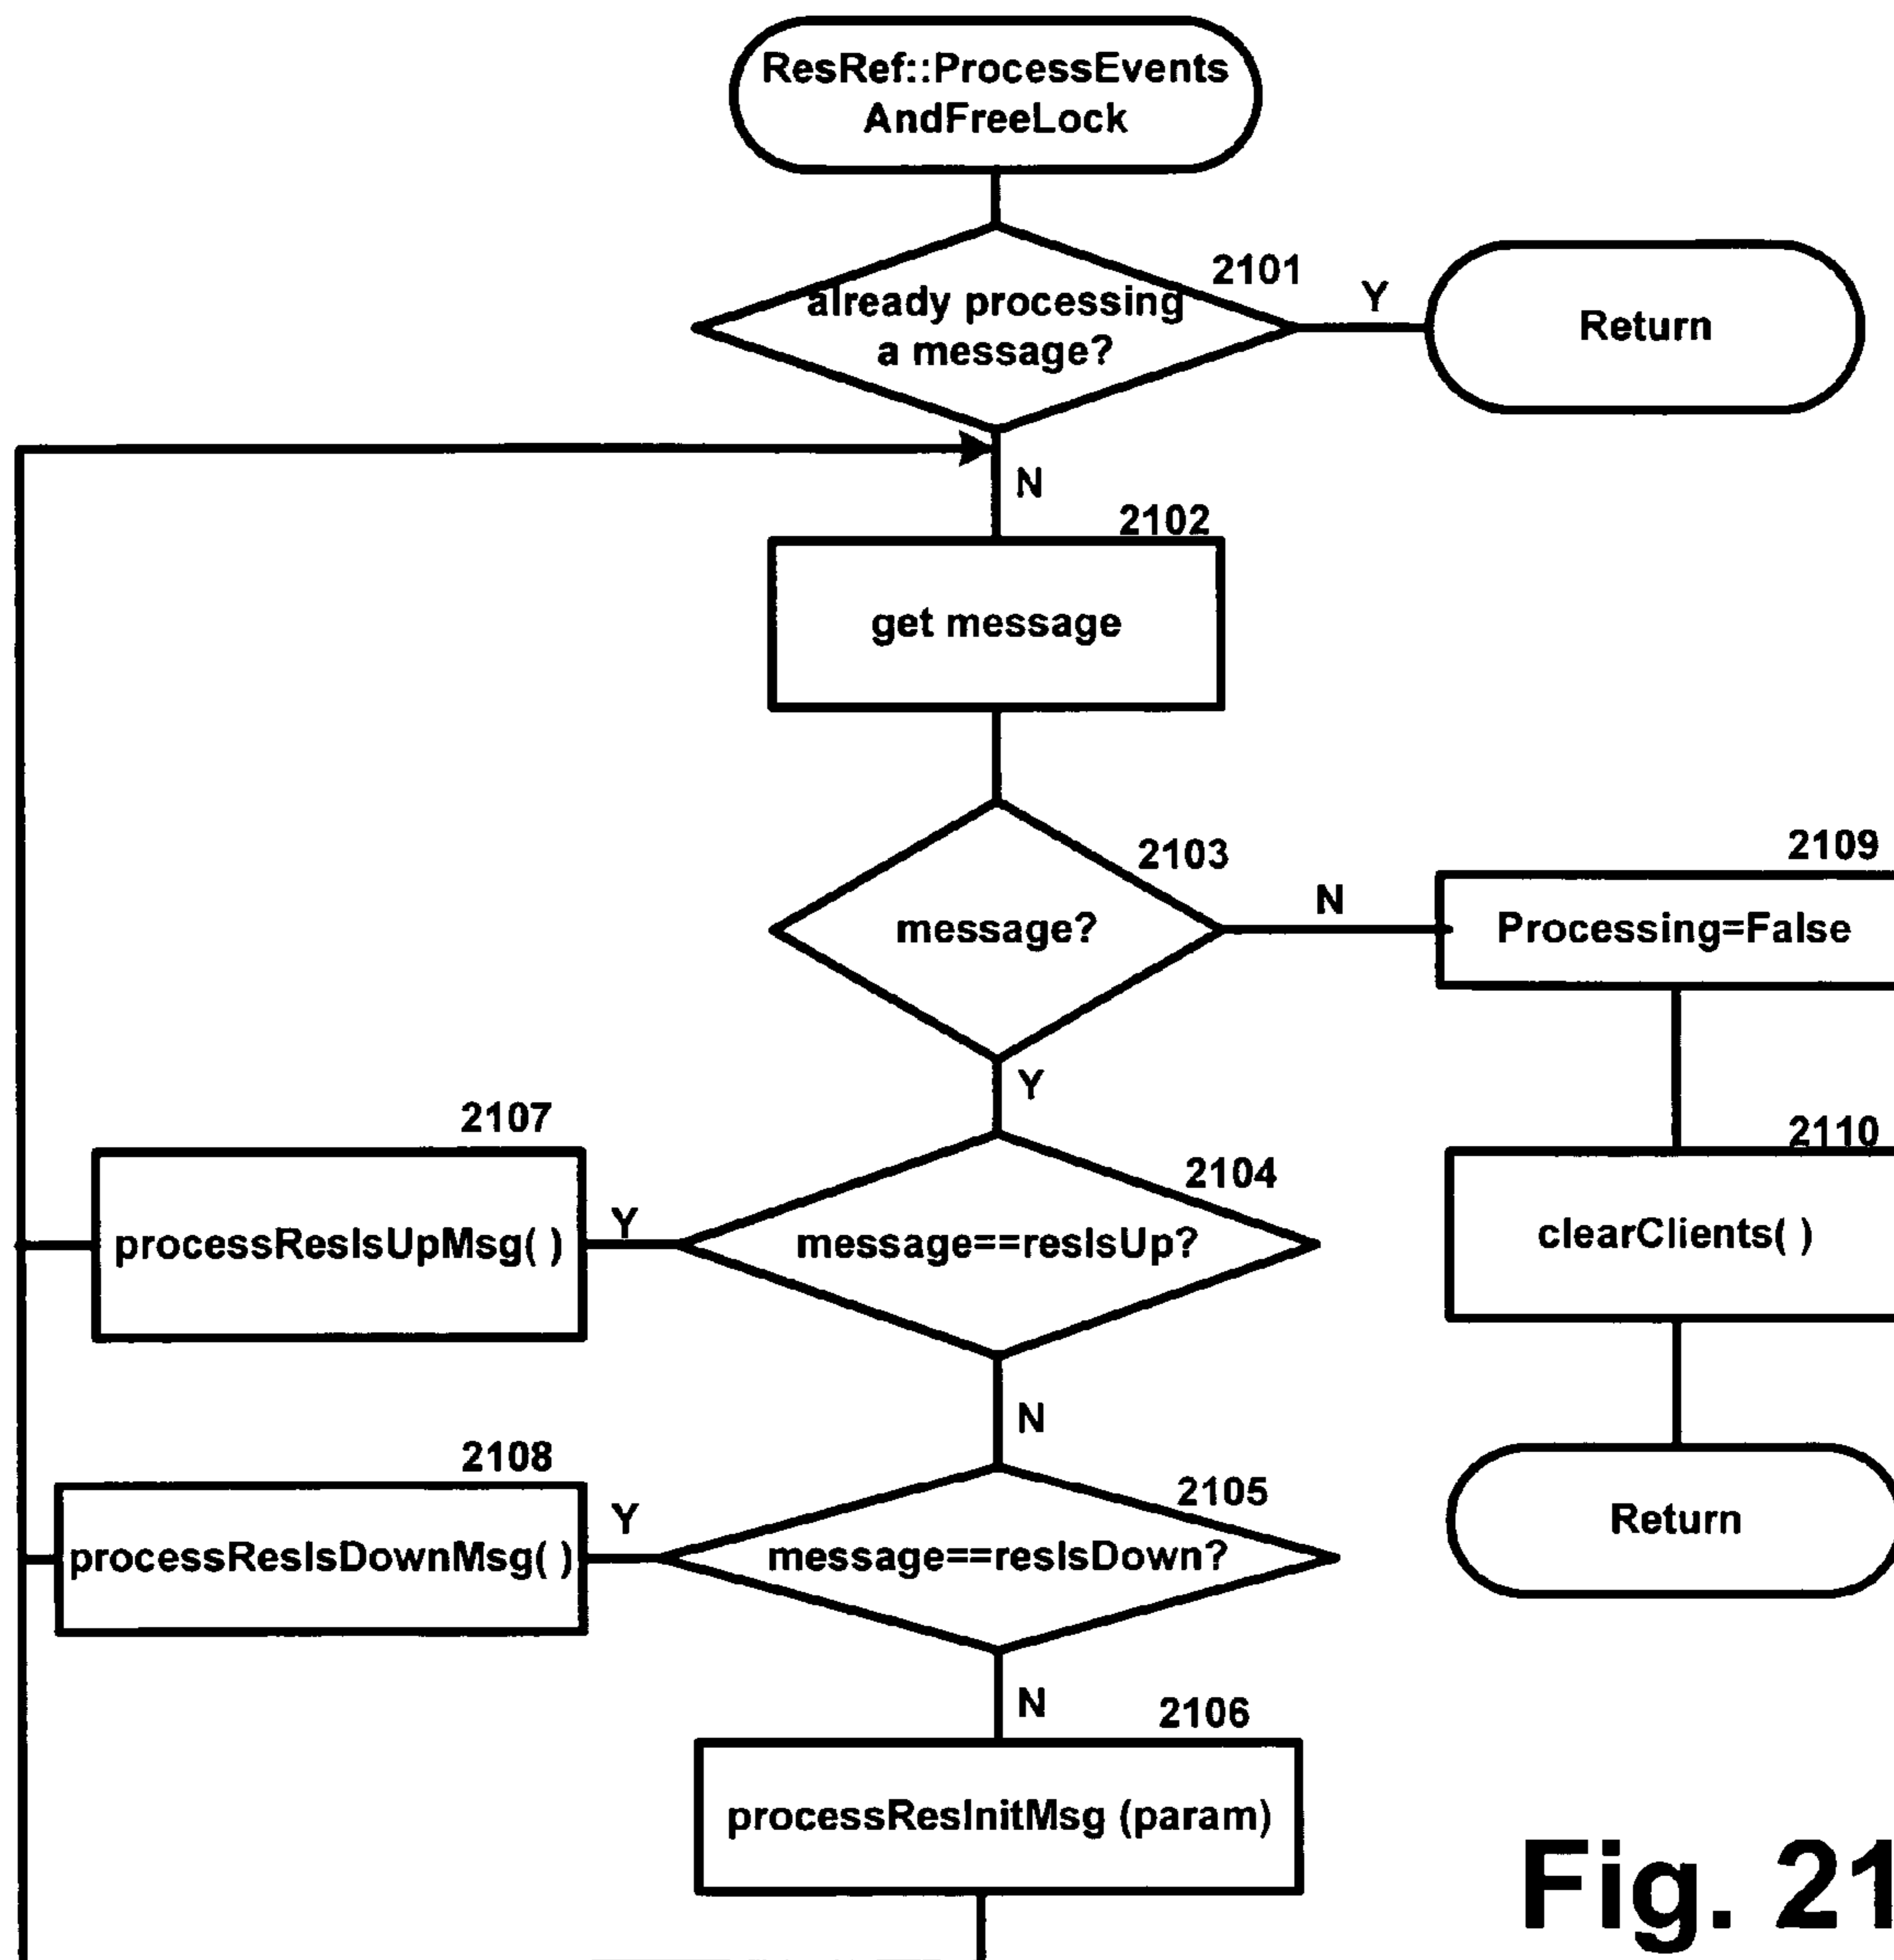 ResRef::ProcessEvents
AndFreeLock
2101
already processing
a message?
Y
Return
N
2102
get message
2103
message?
N
2109
Processing=False
Y
2107
processResIsUpMsg( )
Y
2104
message==resIsUp?
2110
clearClients( )
N
2108
processResIsDownMsg( )
Y
2105
message==resIsDown?
Return
N
2106
processResInitMsg (param)
Fig. 21